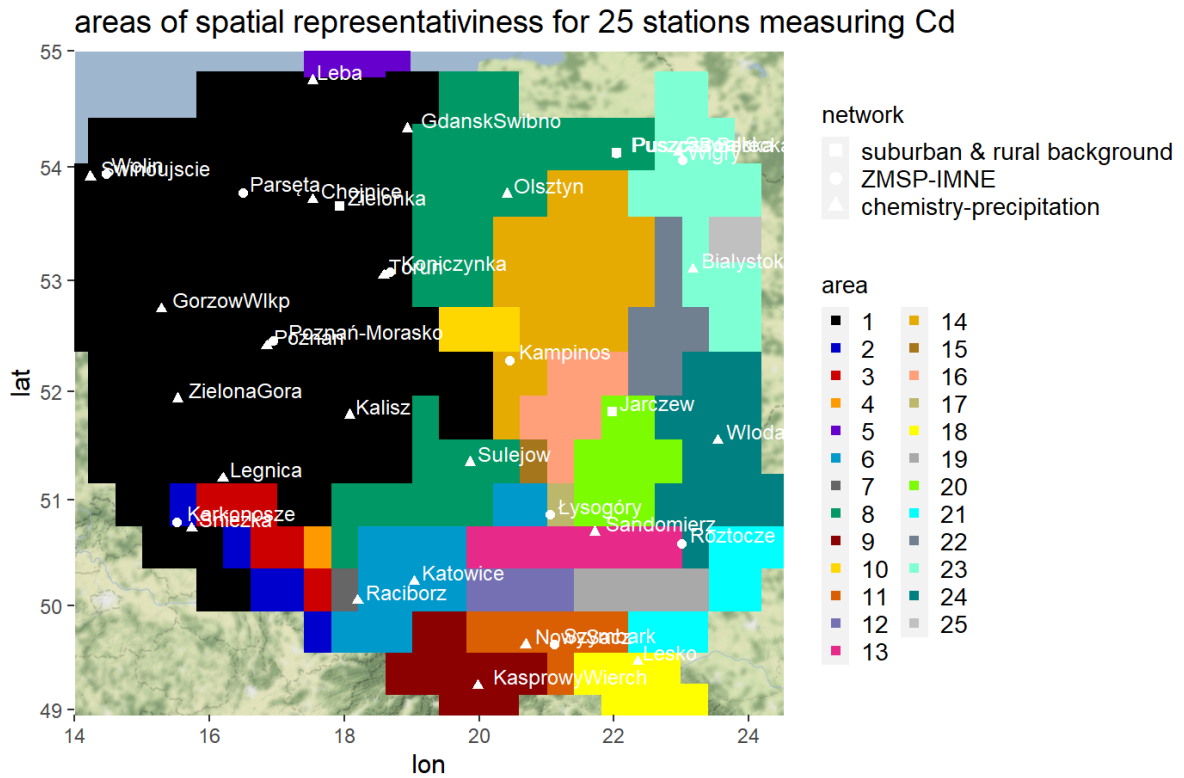 areas of spatial representativiness for 25 stations measuring Cd
55
54
53
52
51
50
49
lat
14
16
18
20
22
24
lon
Leba
GdanskSwibno
Wolin
Swinoujscie
Parsęta
Chojnice
Zielonka
Olsztyn
Wigry
Torun
Koniczynka
Bialystok
GorzowWlkp
Poznań-Morasko
Poznan
Kampinos
ZielonaGora
Kalisz
Jarczew
Wloda
Sulejow
Legnica
Karkonosze
Sniezka
Łysogóry
Sandomierz
Roztocze
Katowice
Raciborz
NowySacz
Szymbark
Lesko
KasprowyWierch
network
suburban & rural background
ZMSP-IMNE
chemistry-precipitation
area
1 14
2 15
3 16
4 17
5 18
6 19
7 20
8 21
9 22
10 23
11 24
12 25
13